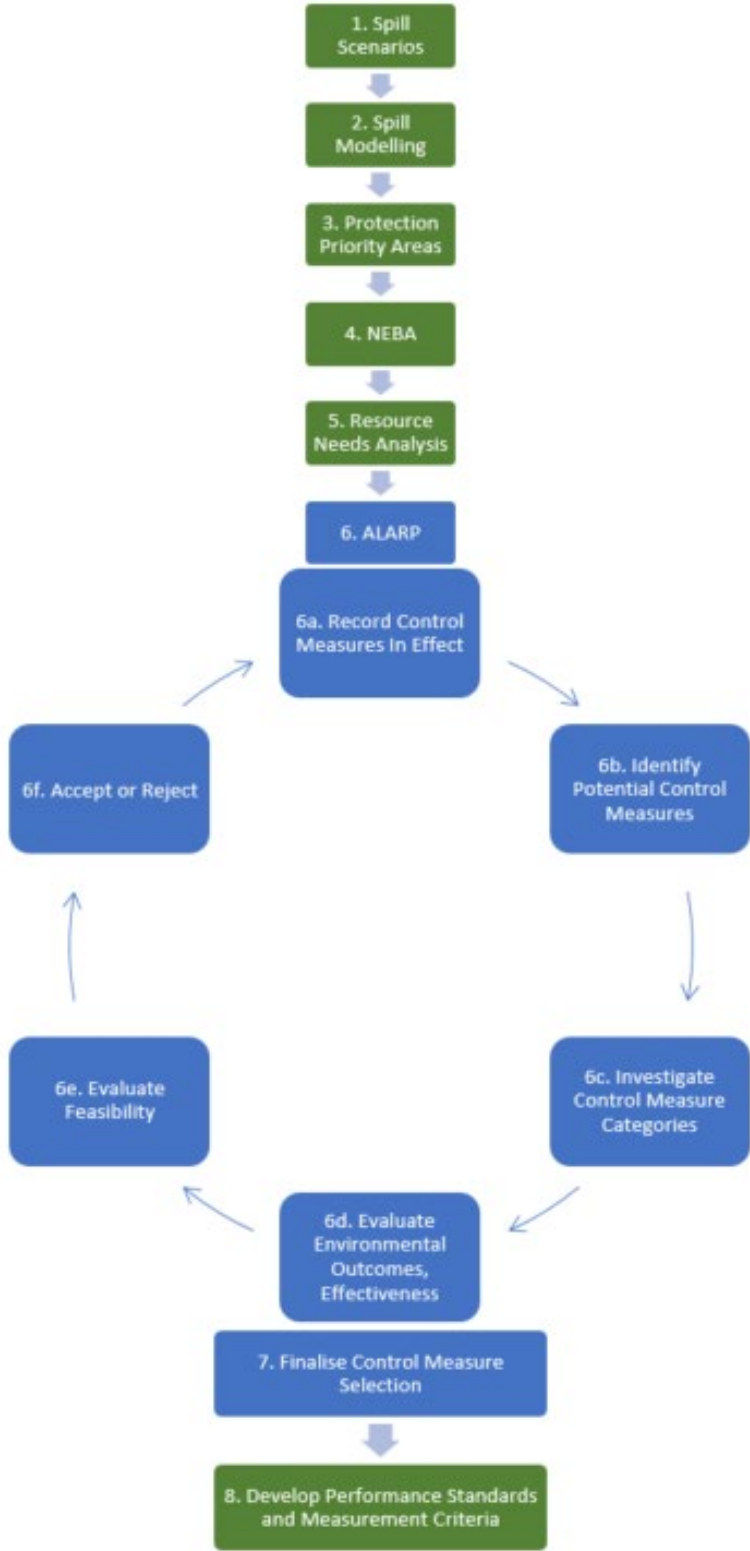 1. Spill
Scenarios
2. Spill
Modelling
3. Protection
Priority Areas
4. NEBA
5. Resource
Needs Analysis
6. ALARP
6a. Record Control
Measures In Effect
6b. Identify
Potential Control
Measures
6c. Investigate
Control Measure
Categories
6d. Evaluate
Environmental
Outcomes,
Effectiveness
6e. Evaluate
Feasibility
6f. Accept or Reject
7. Finalise Control Measure
Selection
8. Develop Performance Standards
and Measurement Criteria